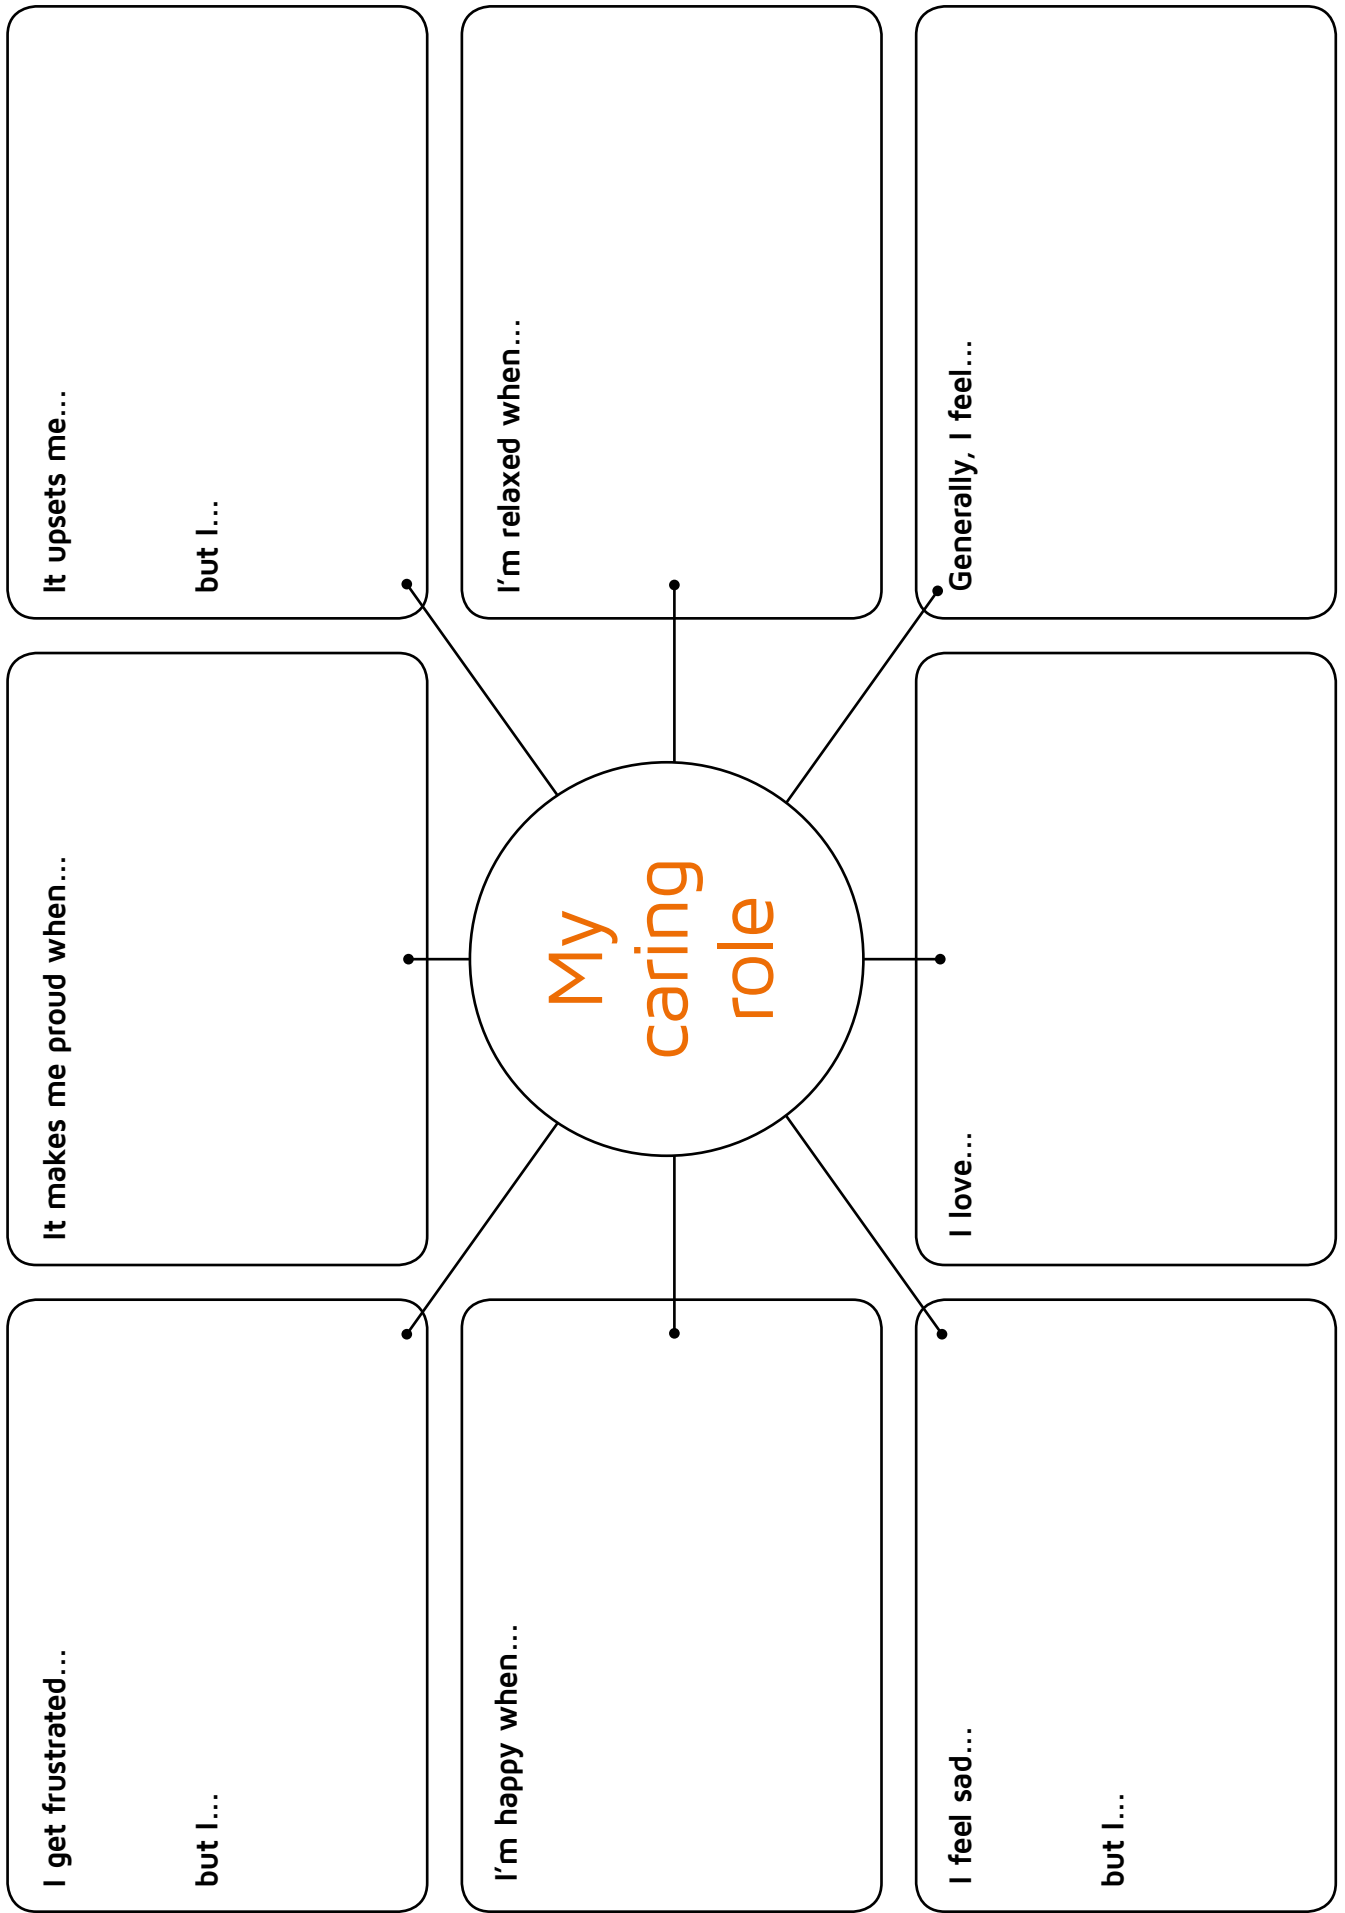 I get frustrated...
but I...
It makes me proud when...
It upsets me...
but I...
I'm happy when...
My
caring
role
I'm relaxed when...
I feel sad...
but I...
I love...
Generally, I feel...